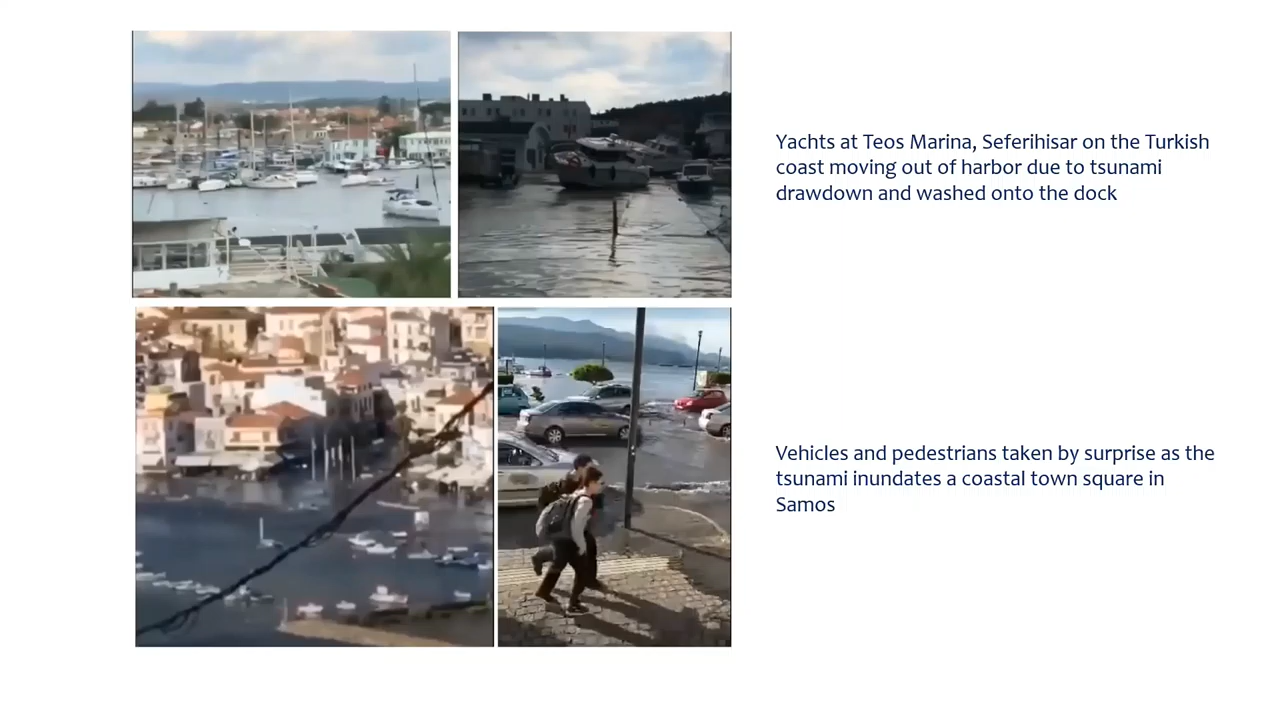 Yachts at Teos Marina, Seferihisar on the Turkish
coast moving out of harbor due to tsunami
drawdown and washed onto the dock
Vehicles and pedestrians taken by surprise as the
tsunami inundates a coastal town square in
Samos